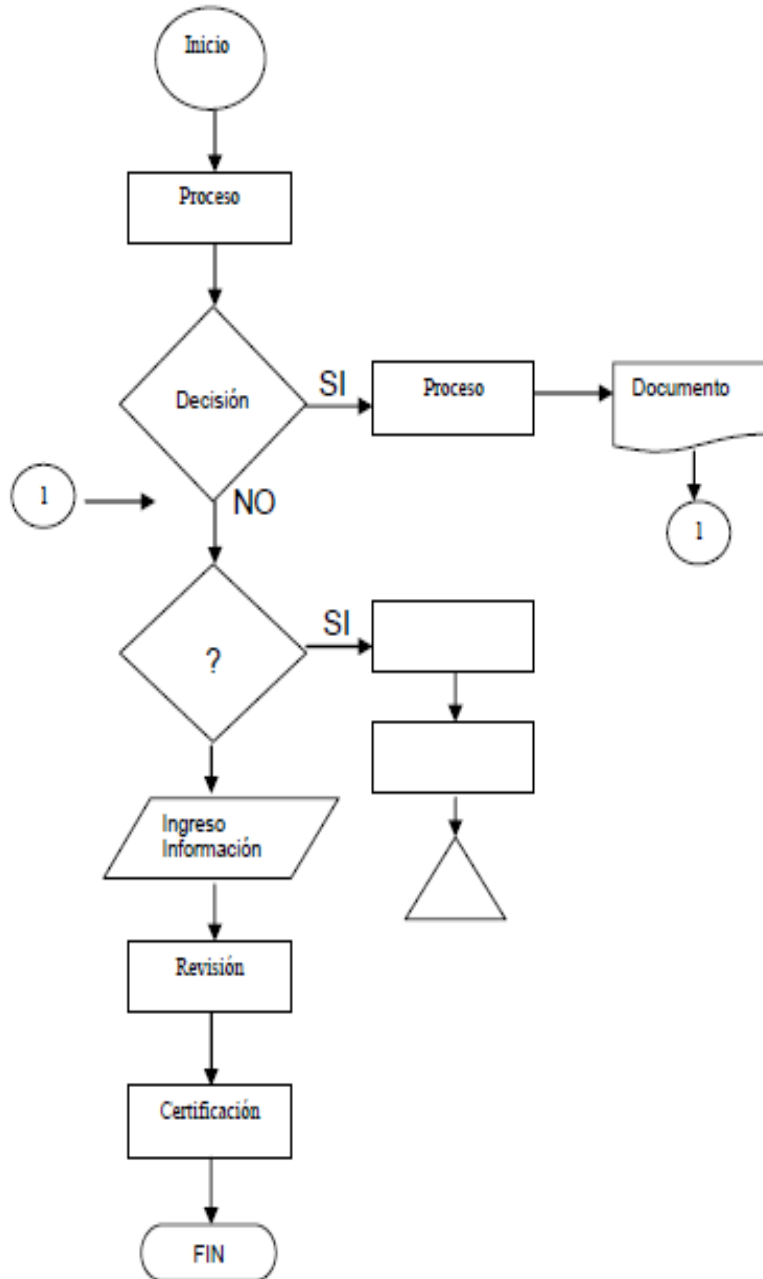 Inicio
Proceso
Decisión
SI
Proceso
Documento
1
NO
1
?
SI
Ingreso
Información
Revisión
Certificación
FIN